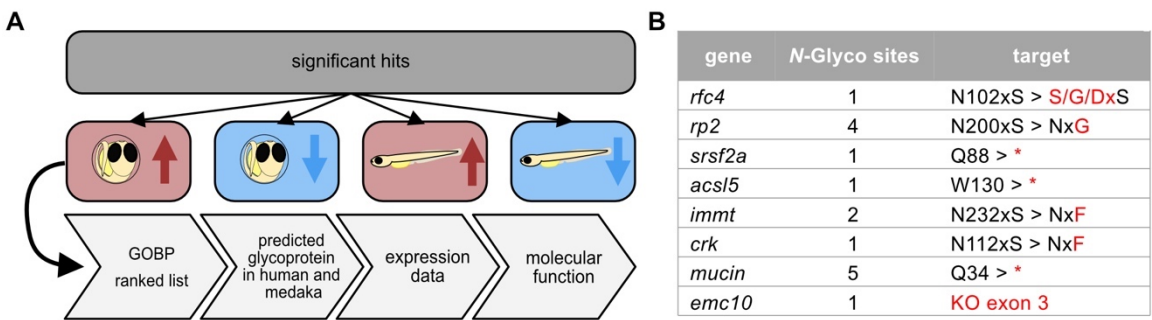 A
significant hits
GOBP
ranked list
predicted
glycoprotein
in human and
medaka
expression
data
molecular
function
B
gene N-Glyco sites target
rfc4 1 N102xS > S/G/DxS
rp2 4 N200xS > NxG
srsf2a 1 Q88 > *
acsl5 1 W130 > *
immt 2 N232xS > NxF
crk 1 N112xS > NxF
mucin 5 Q34 > *
emc10 1 KO exon 3